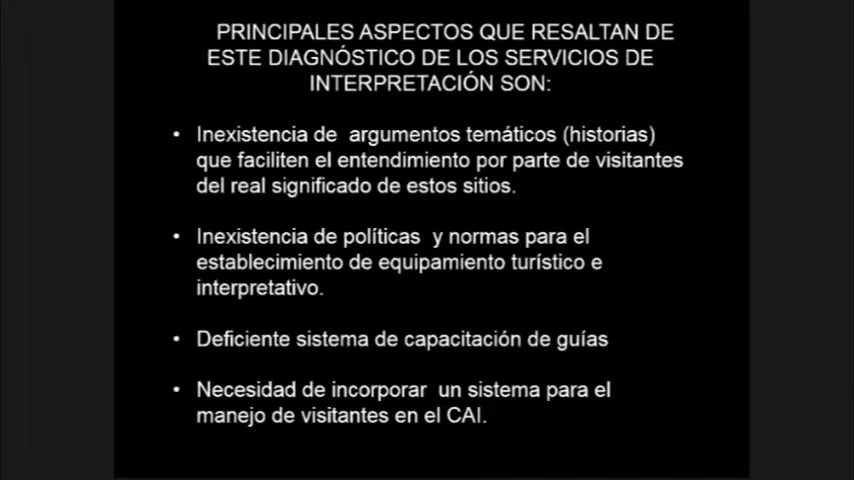 PRINCIPALES ASPECTOS QUE RESALTAN DE
ESTE DIAGNÓSTICO DE LOS SERVICIOS DE
INTERPRETACIÓN SON:
• Inexistencia de argumentos temáticos (historias)
que faciliten el entendimiento por parte de visitantes
del real significado de estos sitios.
• Inexistencia de políticas y normas para el
establecimiento de equipamiento turístico e
interpretativo.
• Deficiente sistema de capacitación de guías
• Necesidad de incorporar un sistema para el
manejo de visitantes en el CAI.